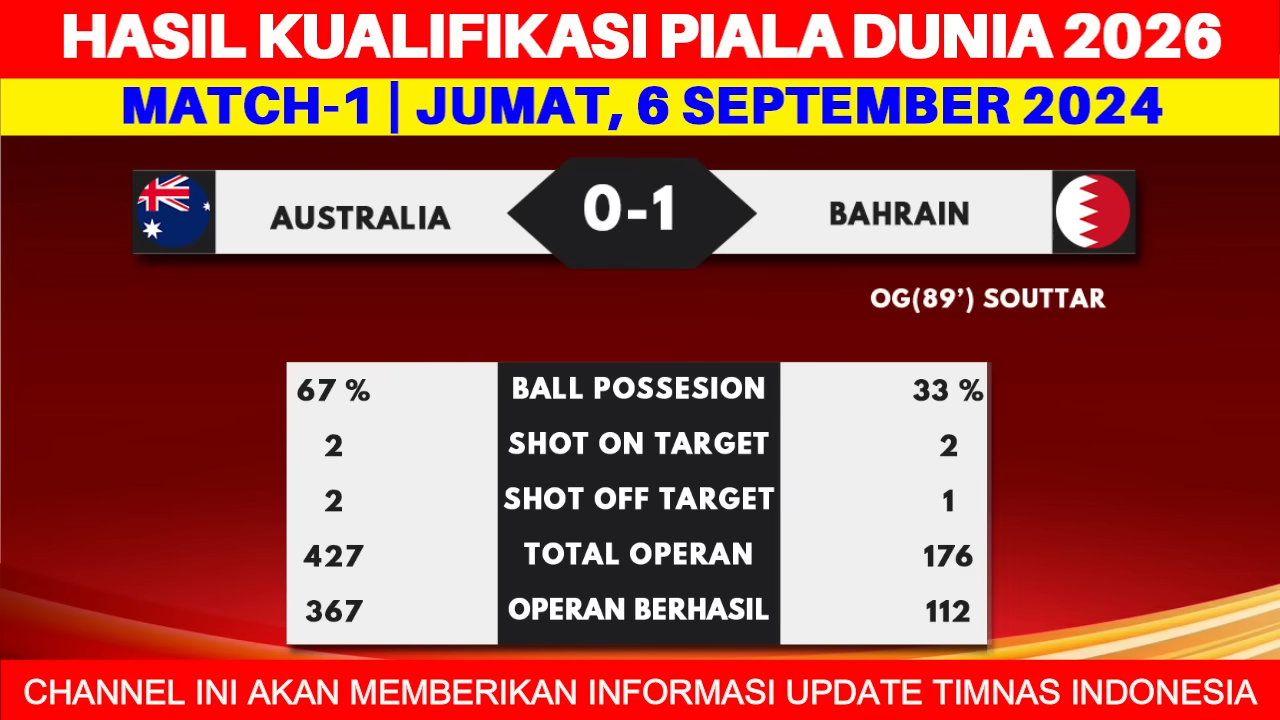 HASIL KUALIFIKASI PIALA DUNIA 2026
MATCH-1 | JUMAT, 6 SEPTEMBER 2024
AUSTRALIA 0-1 BAHRAIN
OG(89’) SOUTTAR
67 % BALL POSSESION 33 %
2 SHOT ON TARGET 2
2 SHOT OFF TARGET 1
427 TOTAL OPERAN 176
367 OPERAN BERHASIL 112
CHANNEL INI AKAN MEMBERIKAN INFORMASI UPDATE TIMNAS INDONESIA